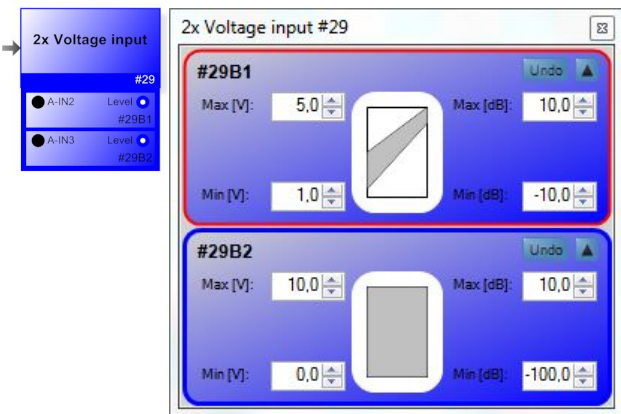 2x Voltage input
#29
A-IN2 Level
#29B1
A-IN3 Level
#29B2
2x Voltage input #29
#29B1 Undo
Max [V]: 5,0 Max [dB]: 10,0
Min [V]: 1,0 Min [dB]: -10,0
#29B2 Undo
Max [V]: 10,0 Max [dB]: 10,0
Min [V]: 0,0 Min [dB]: -100,0